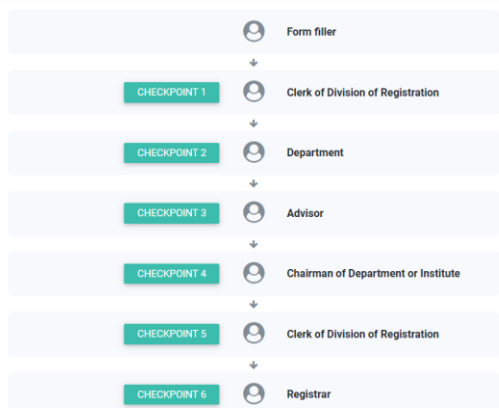 Form filler
CHECKPOINT 1 Clerk of Division of Registration
CHECKPOINT 2 Department
CHECKPOINT 3 Advisor
CHECKPOINT 4 Chairman of Department or Institute
CHECKPOINT 5 Clerk of Division of Registration
CHECKPOINT 6 Registrar